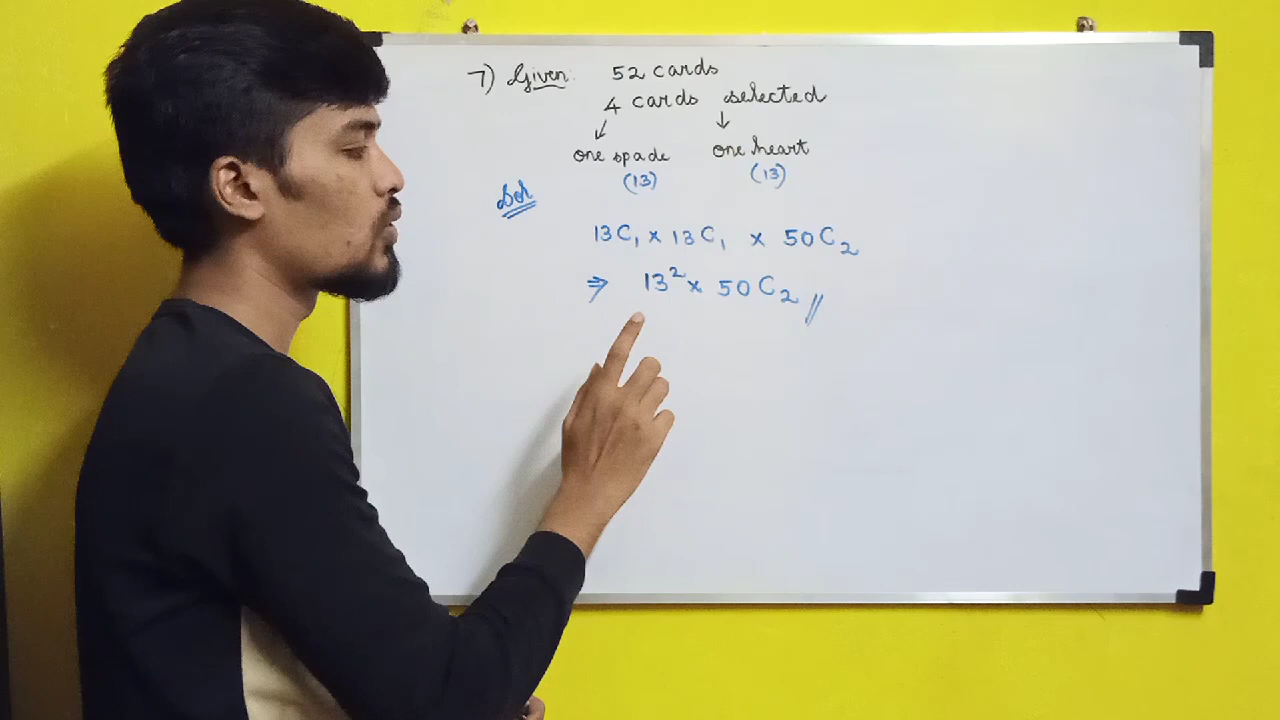 7) Given: 52 cards
4 cards selected
↙ ↓
one spade one heart
(13) (13)
Sol
13C₁ × 13C₁ × 50C₂
⇒ 13² × 50C₂ //